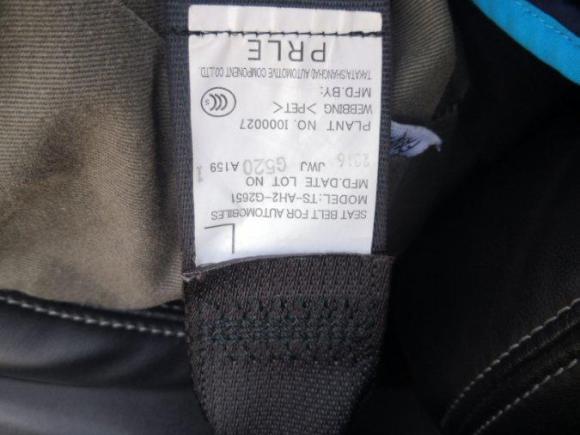 L
SEAT BELT FOR AUTOMOBILES
MODEL:TS-AH2-G2651
MFD.DATE LOT NO
JWJ G520 A159 1
2316
PLANT NO. I000027
WEBBING >PET<
MFD.BY:
TAKATA(SHANGHAI) AUTOMOTIVE COMPONENT CO.LTD.
PRLE